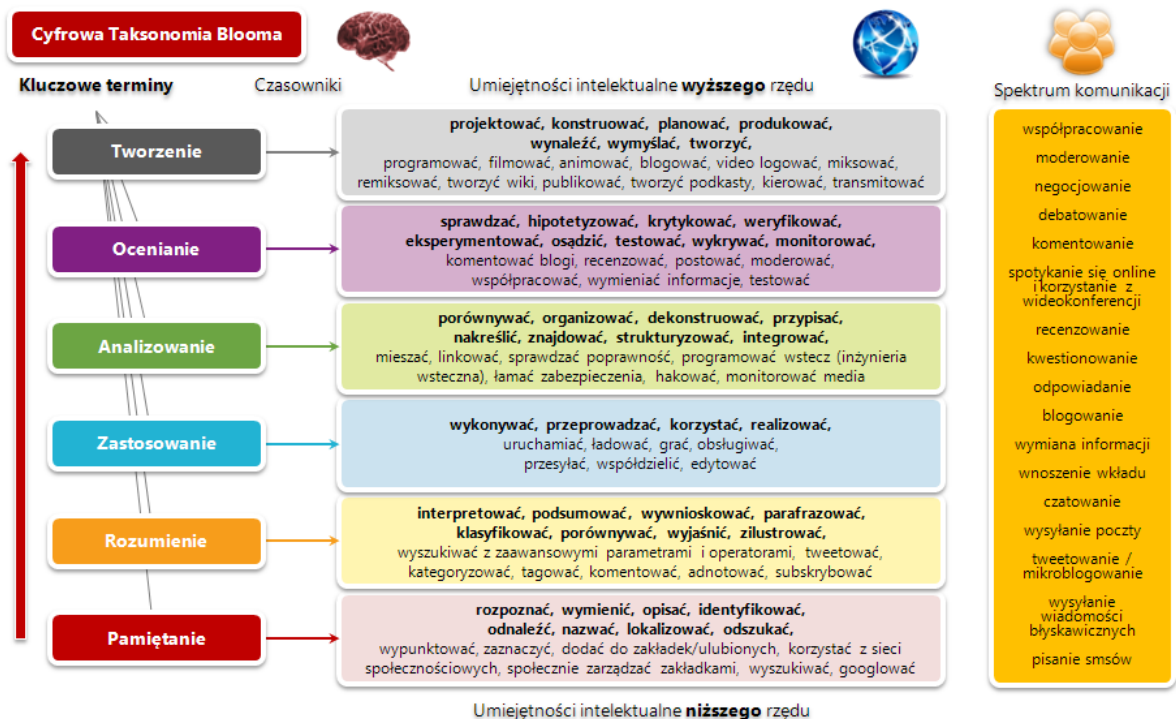 Cyfrowa Taksonomia Blooma
Kluczowe terminy
Czasowniki
Umiejętności intelektualne wyższego rzędu
Spektrum komunikacji
Tworzenie
projektować, konstruować, planować, produkować,
wynaleźć, wymyślać, tworzyć,
programować, filmować, animować, blogować, video logować, miksować,
remiksować, tworzyć wiki, publikować, tworzyć podkasty, kierować, transmitować
Ocenianie
sprawdzać, hipotetyzować, krytykować, weryfikować,
eksperymentować, osądzić, testować, wykrywać, monitorować,
komentować blogi, recenzować, postować, moderować,
współpracować, wymieniać informacje, testować
Analizowanie
porównywać, organizować, dekonstruować, przypisać,
nakreślić, znajdować, strukturyzować, integrować,
mieszać, linkować, sprawdzać poprawność, programować wstecz (inżynieria
wsteczna), łamać zabezpieczenia, hakować, monitorować media
Zastosowanie
wykonywać, przeprowadzać, korzystać, realizować,
uruchamiać, ładować, grać, obsługiwać,
przesyłać, współdzielić, edytować
Rozumienie
interpretować, podsumować, wywnioskować, parafrazować,
klasyfikować, porównywać, wyjaśnić, zilustrować,
wyszukiwać z zaawansowymi parametrami i operatorami, tweetować,
kategoryzować, tagować, komentować, adnotować, subskrybować
Pamiętanie
rozpoznać, wymienić, opisać, identyfikować,
odnaleźć, nazwać, lokalizować, odszukać,
wypunktować, zaznaczyć, dodać do zakładek/ulubionych, korzystać z sieci
społecznościowych, społecznie zarządzać zakładkami, wyszukiwać, googlować
Umiejętności intelektualne niższego rzędu
współpracowanie
moderowanie
negocjowanie
debatowanie
komentowanie
spotykanie się online
i korzystanie z
wideokonferencji
recenzowanie
kwestionowanie
odpowiadanie
blogowanie
wymiana informacji
wnoszenie wkładu
czatowanie
wysyłanie poczty
tweetowanie /
mikroblogowanie
wysyłanie
wiadomości
błyskawicznych
pisanie smsów